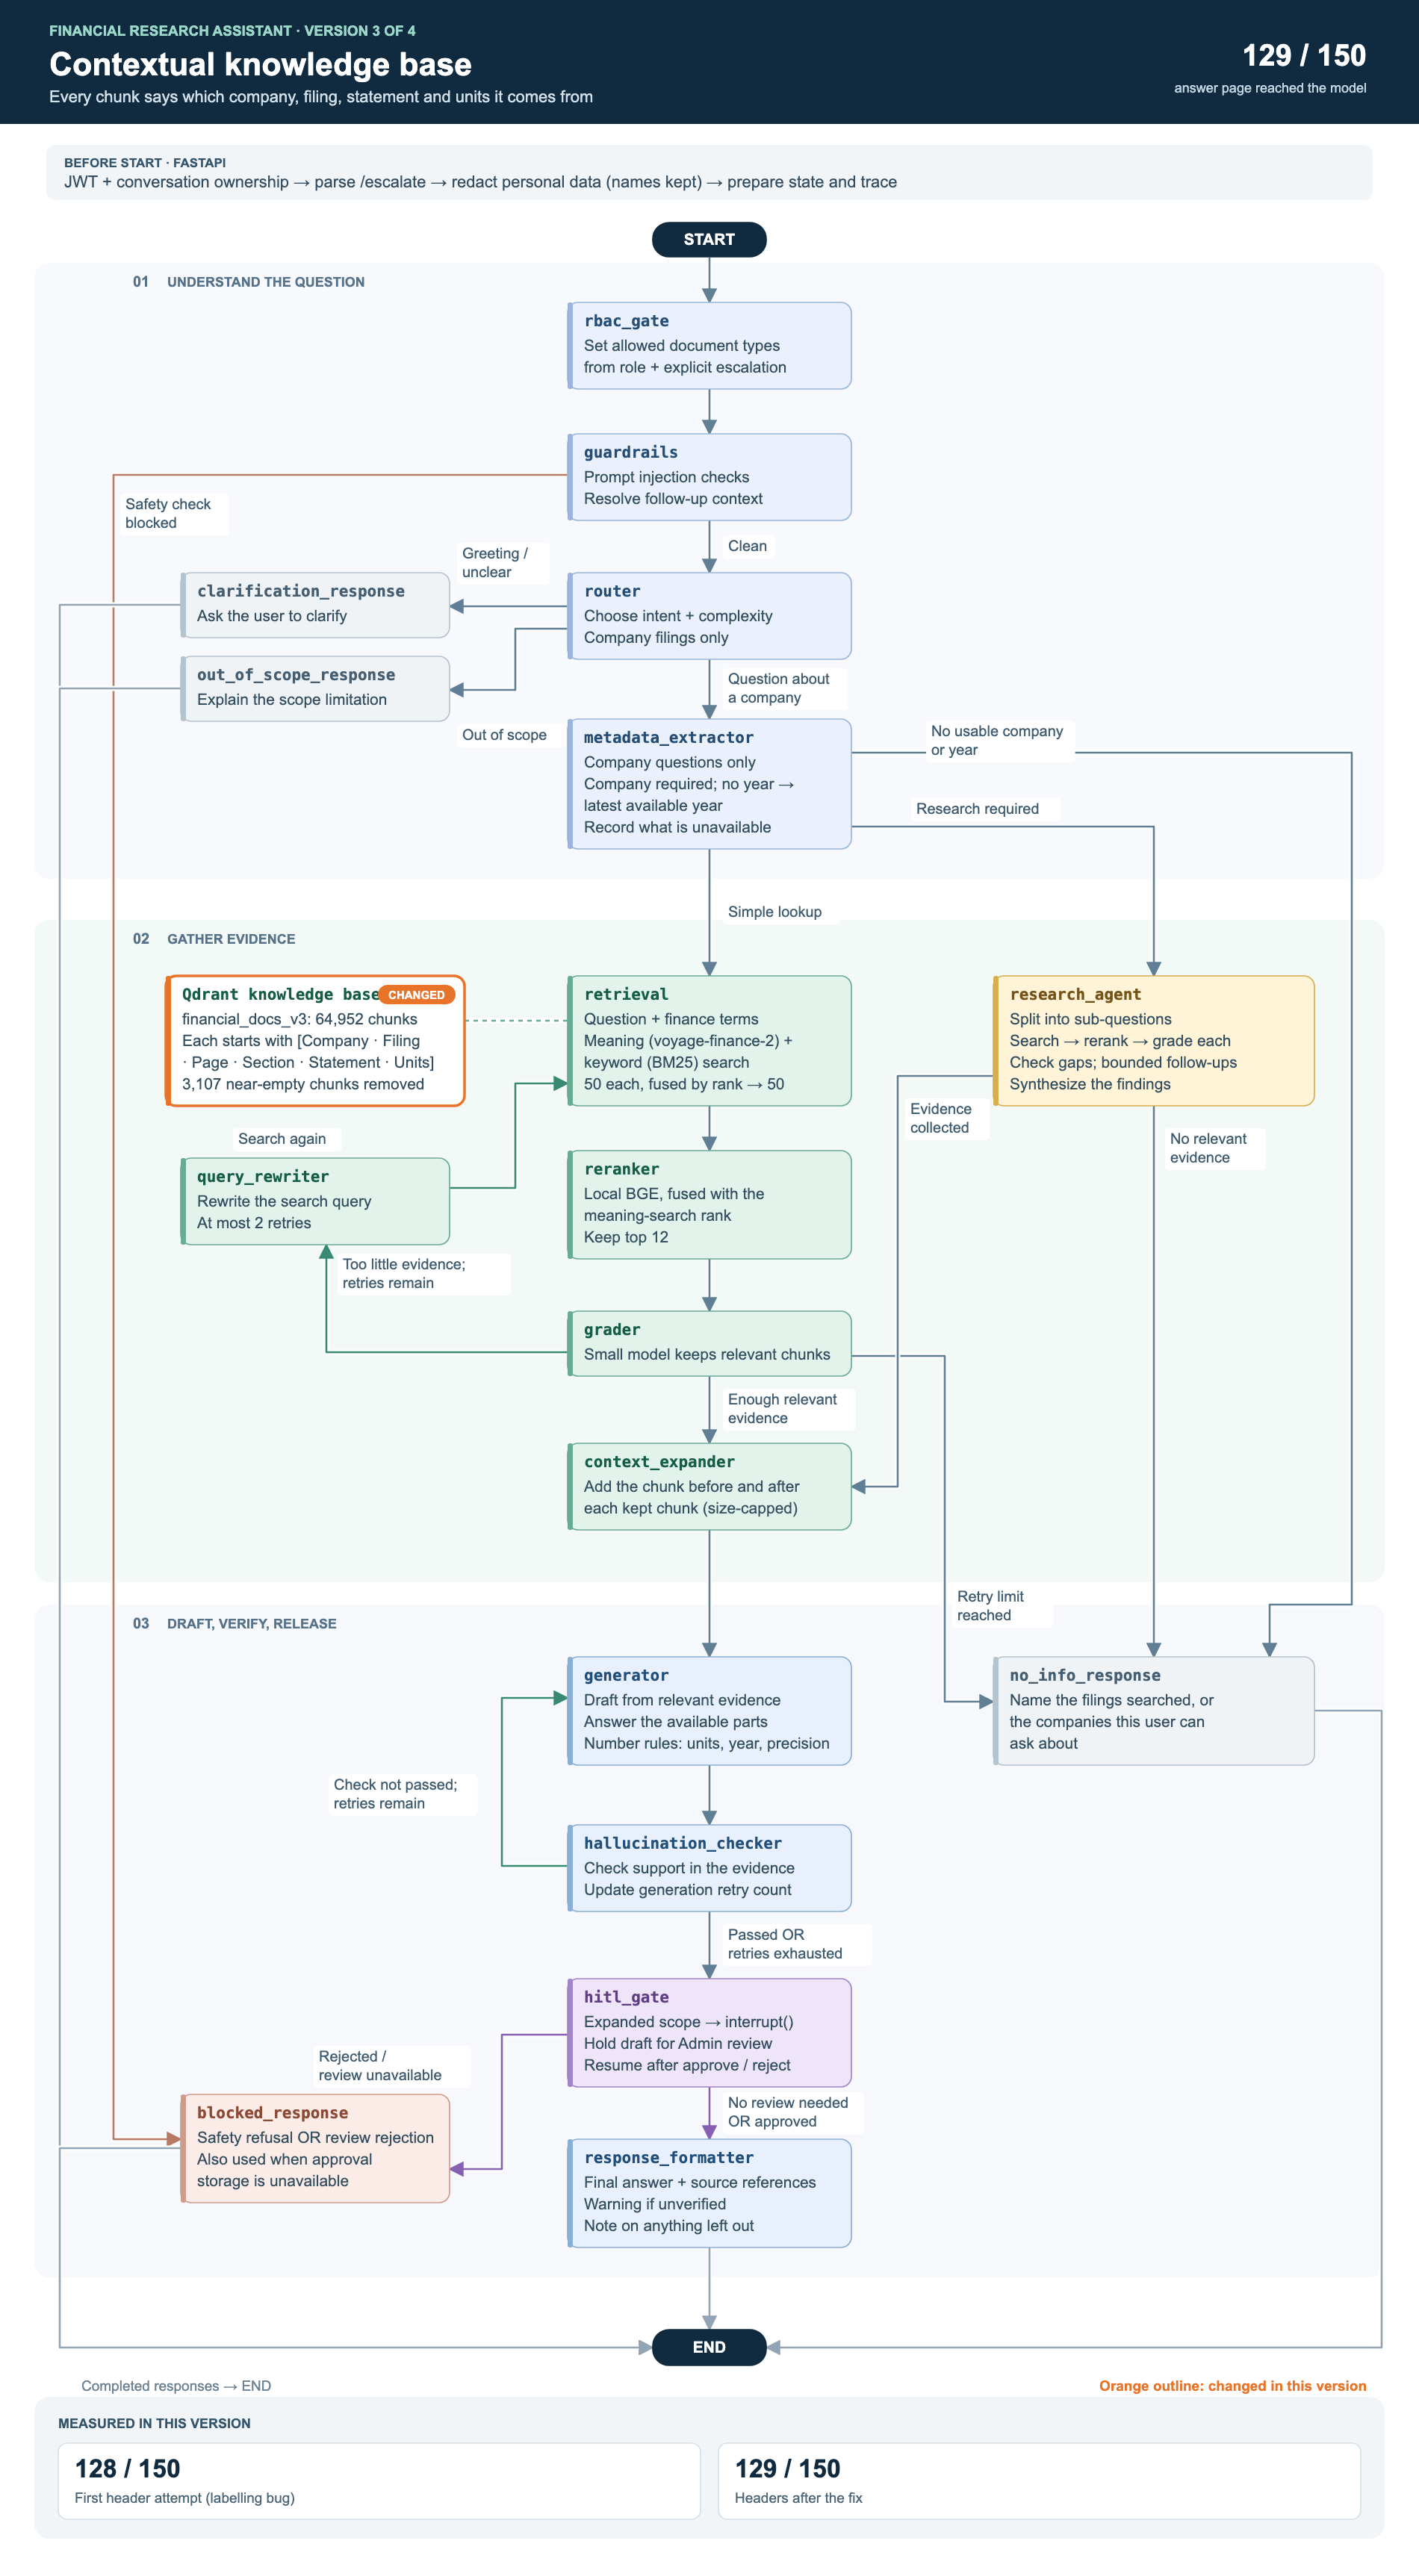 FINANCIAL RESEARCH ASSISTANT · VERSION 3 OF 4
Contextual knowledge base
Every chunk says which company, filing, statement and units it comes from
129 / 150
answer page reached the model
BEFORE START · FASTAPI
JWT + conversation ownership → parse /escalate → redact personal data (names kept) → prepare state and trace
START
01 UNDERSTAND THE QUESTION
rbac_gate
Set allowed document types
from role + explicit escalation
guardrails
Prompt injection checks
Resolve follow-up context
Safety check
blocked
Clean
Greeting /
unclear
clarification_response
Ask the user to clarify
router
Choose intent + complexity
Company filings only
out_of_scope_response
Explain the scope limitation
Question about
a company
Out of scope
metadata_extractor
Company questions only
Company required; no year →
latest available year
Record what is unavailable
No usable company
or year
Research required
Simple lookup
02 GATHER EVIDENCE
Qdrant knowledge base
CHANGED
financial_docs_v3: 64,952 chunks
Each starts with [Company · Filing
· Page · Section · Statement · Units]
3,107 near-empty chunks removed
retrieval
Question + finance terms
Meaning (voyage-finance-2) +
keyword (BM25) search
50 each, fused by rank → 50
research_agent
Split into sub-questions
Search → rerank → grade each
Check gaps; bounded follow-ups
Synthesize the findings
Evidence
collected
No relevant
evidence
Search again
query_rewriter
Rewrite the search query
At most 2 retries
reranker
Local BGE, fused with the
meaning-search rank
Keep top 12
Too little evidence;
retries remain
grader
Small model keeps relevant chunks
Enough relevant
evidence
context_expander
Add the chunk before and after
each kept chunk (size-capped)
Retry limit
reached
03 DRAFT, VERIFY, RELEASE
generator
Draft from relevant evidence
Answer the available parts
Number rules: units, year, precision
no_info_response
Name the filings searched, or
the companies this user can
ask about
Check not passed;
retries remain
hallucination_checker
Check support in the evidence
Update generation retry count
Passed OR
retries exhausted
hitl_gate
Expanded scope → interrupt()
Hold draft for Admin review
Resume after approve / reject
Rejected /
review unavailable
No review needed
OR approved
blocked_response
Safety refusal OR review rejection
Also used when approval
storage is unavailable
response_formatter
Final answer + source references
Warning if unverified
Note on anything left out
END
Completed responses → END
Orange outline: changed in this version
MEASURED IN THIS VERSION
128 / 150
First header attempt (labelling bug)
129 / 150
Headers after the fix